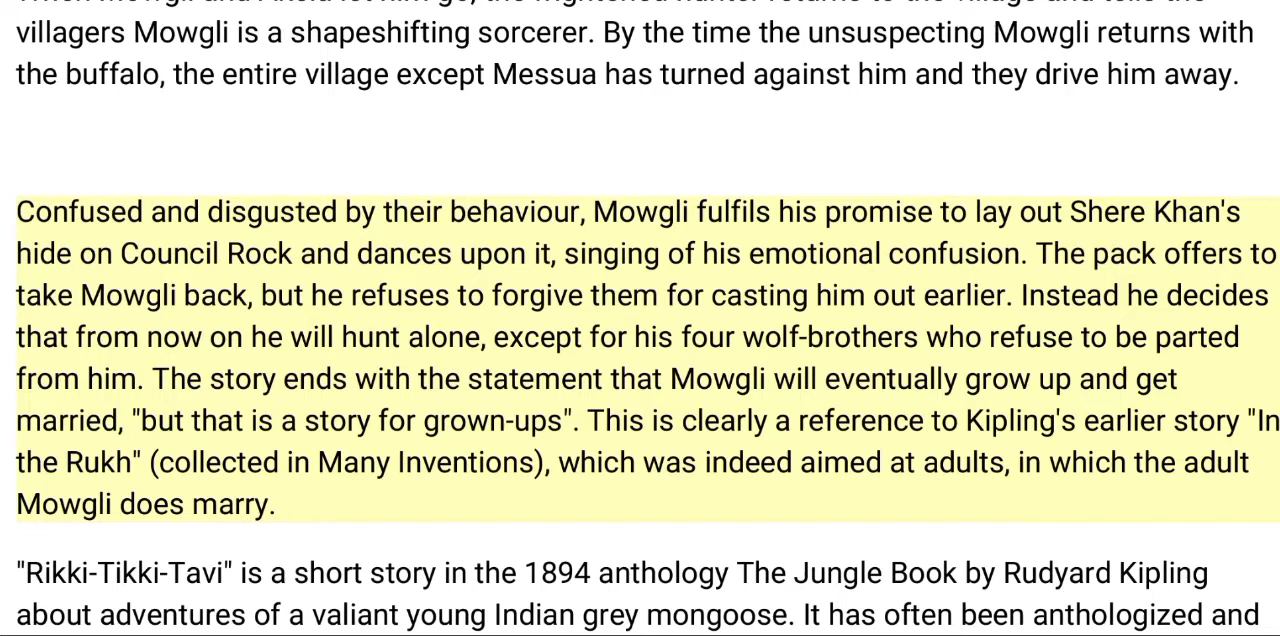 villagers Mowgli is a shapeshifting sorcerer. By the time the unsuspecting Mowgli returns with
the buffalo, the entire village except Messua has turned against him and they drive him away.
Confused and disgusted by their behaviour, Mowgli fulfils his promise to lay out Shere Khan's
hide on Council Rock and dances upon it, singing of his emotional confusion. The pack offers to
take Mowgli back, but he refuses to forgive them for casting him out earlier. Instead he decides
that from now on he will hunt alone, except for his four wolf-brothers who refuse to be parted
from him. The story ends with the statement that Mowgli will eventually grow up and get
married, "but that is a story for grown-ups". This is clearly a reference to Kipling's earlier story "In
the Rukh" (collected in Many Inventions), which was indeed aimed at adults, in which the adult
Mowgli does marry.
"Rikki-Tikki-Tavi" is a short story in the 1894 anthology The Jungle Book by Rudyard Kipling
about adventures of a valiant young Indian grey mongoose. It has often been anthologized and